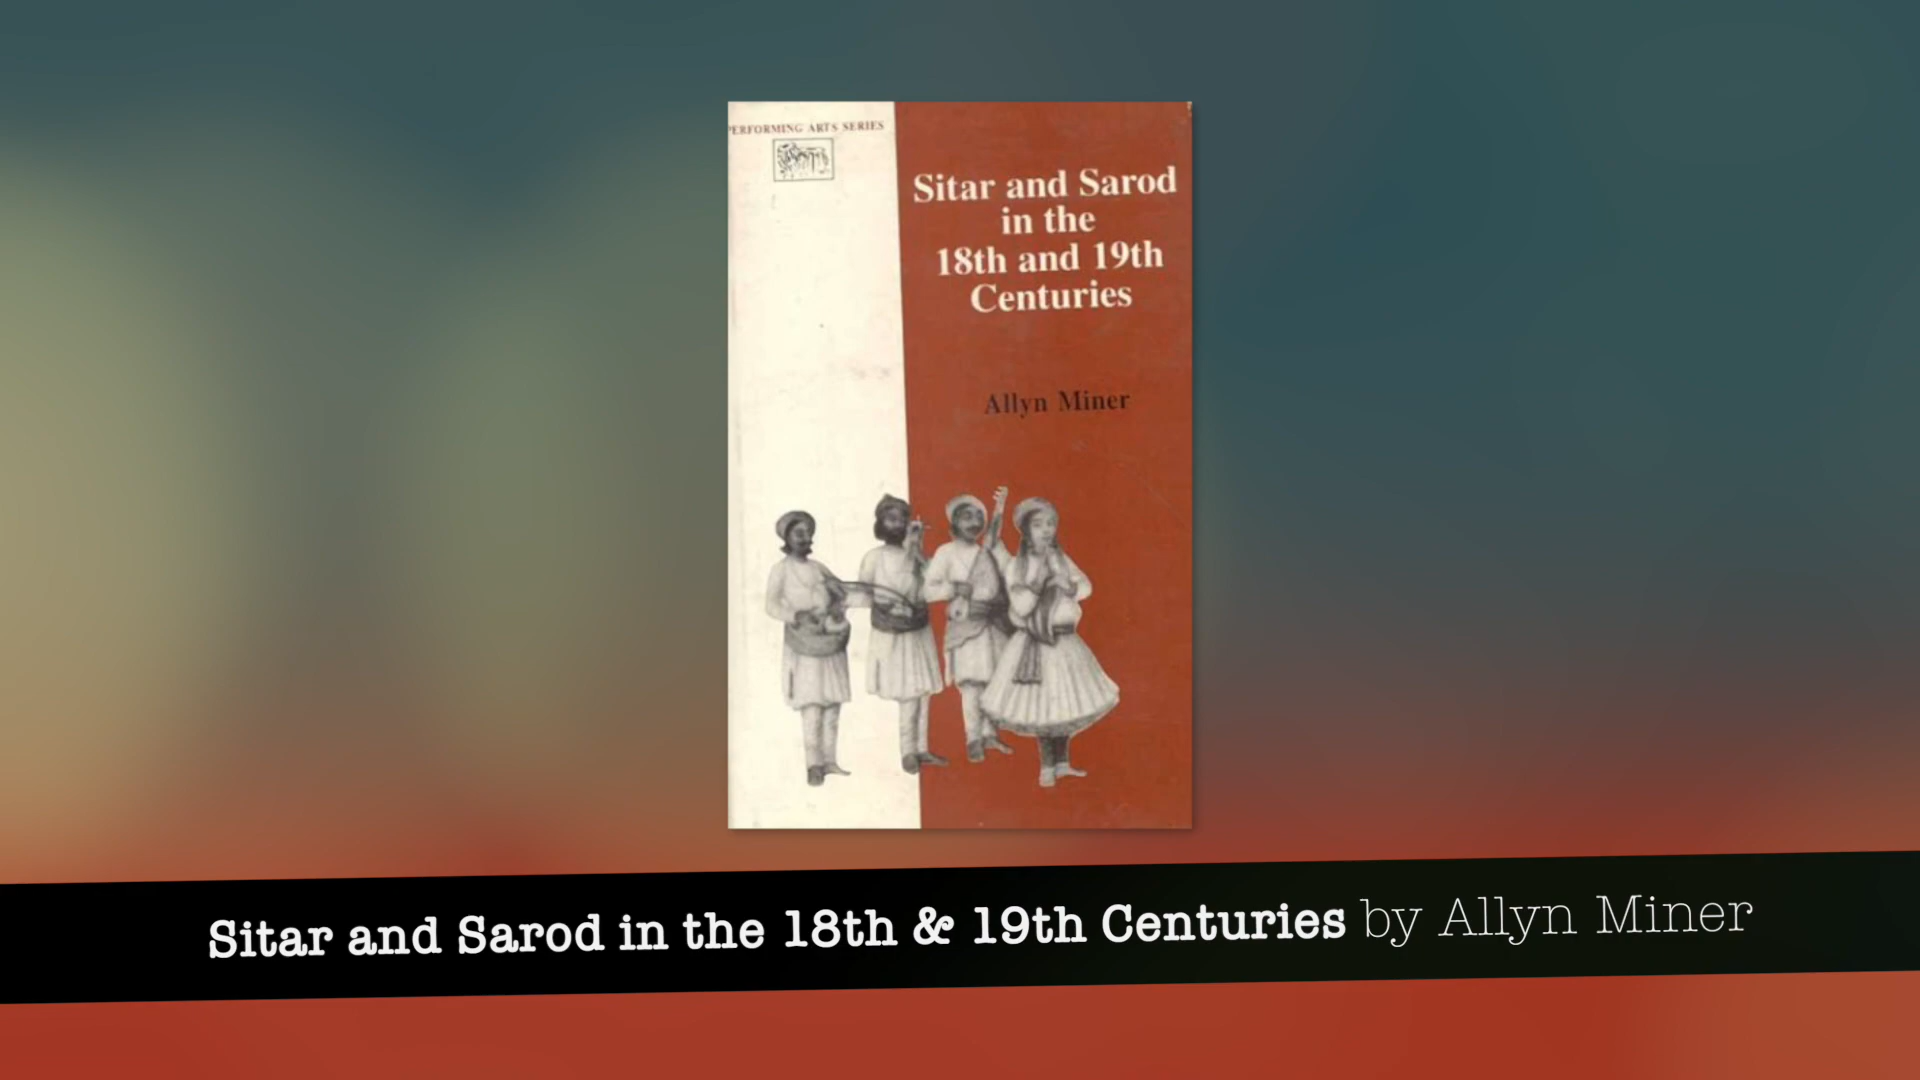 PERFORMING ARTS SERIES
Sitar and Sarod
in the
18th and 19th
Centuries
Allyn Miner
Sitar and Sarod in the 18th & 19th Centuries by Allyn Miner